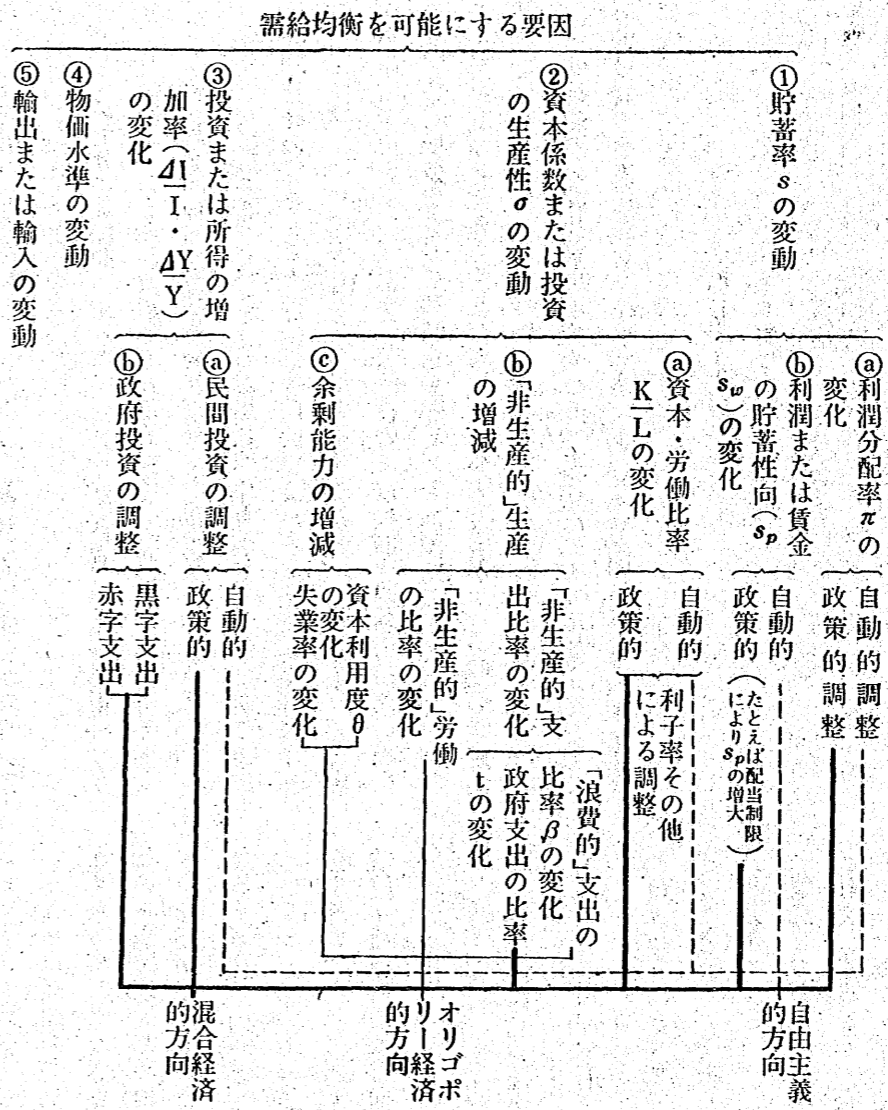 需給均衡を可能にする要因
①貯蓄率sの変動
ⓐ利潤分配率πの
変化
自動的調整
政策的調整
ⓑ利潤または賃金
の貯蓄性向(sp
sw)の変化
自動的
政策的
(たとえば配当制限
によりspの増大)
②資本係数または投資
の生産性σの変動
ⓐ資本・労働比率
K/Lの変化
自動的
政策的
利子率その他
による調整
ⓑ「非生産的」生産
の増減
「非生産的」支
出比率の変化
「浪費的」支出の
比率βの変化
政府支出の比率
tの変化
「非生産的」労働
の比率の変化
ⓒ余剰能力の増減
資本利用度θ
の変化
失業率の変化
③投資または所得の増
加率(ΔI/I・ΔY/Y)
の変化
ⓐ民間投資の調整
自動的
政策的
ⓑ政府投資の調整
黒字支出
赤字支出
④物価水準の変動
⑤輸出または輸入の変動
自由主義
的方向
オリゴポ
リー経済
的方向
混合経済
的方向